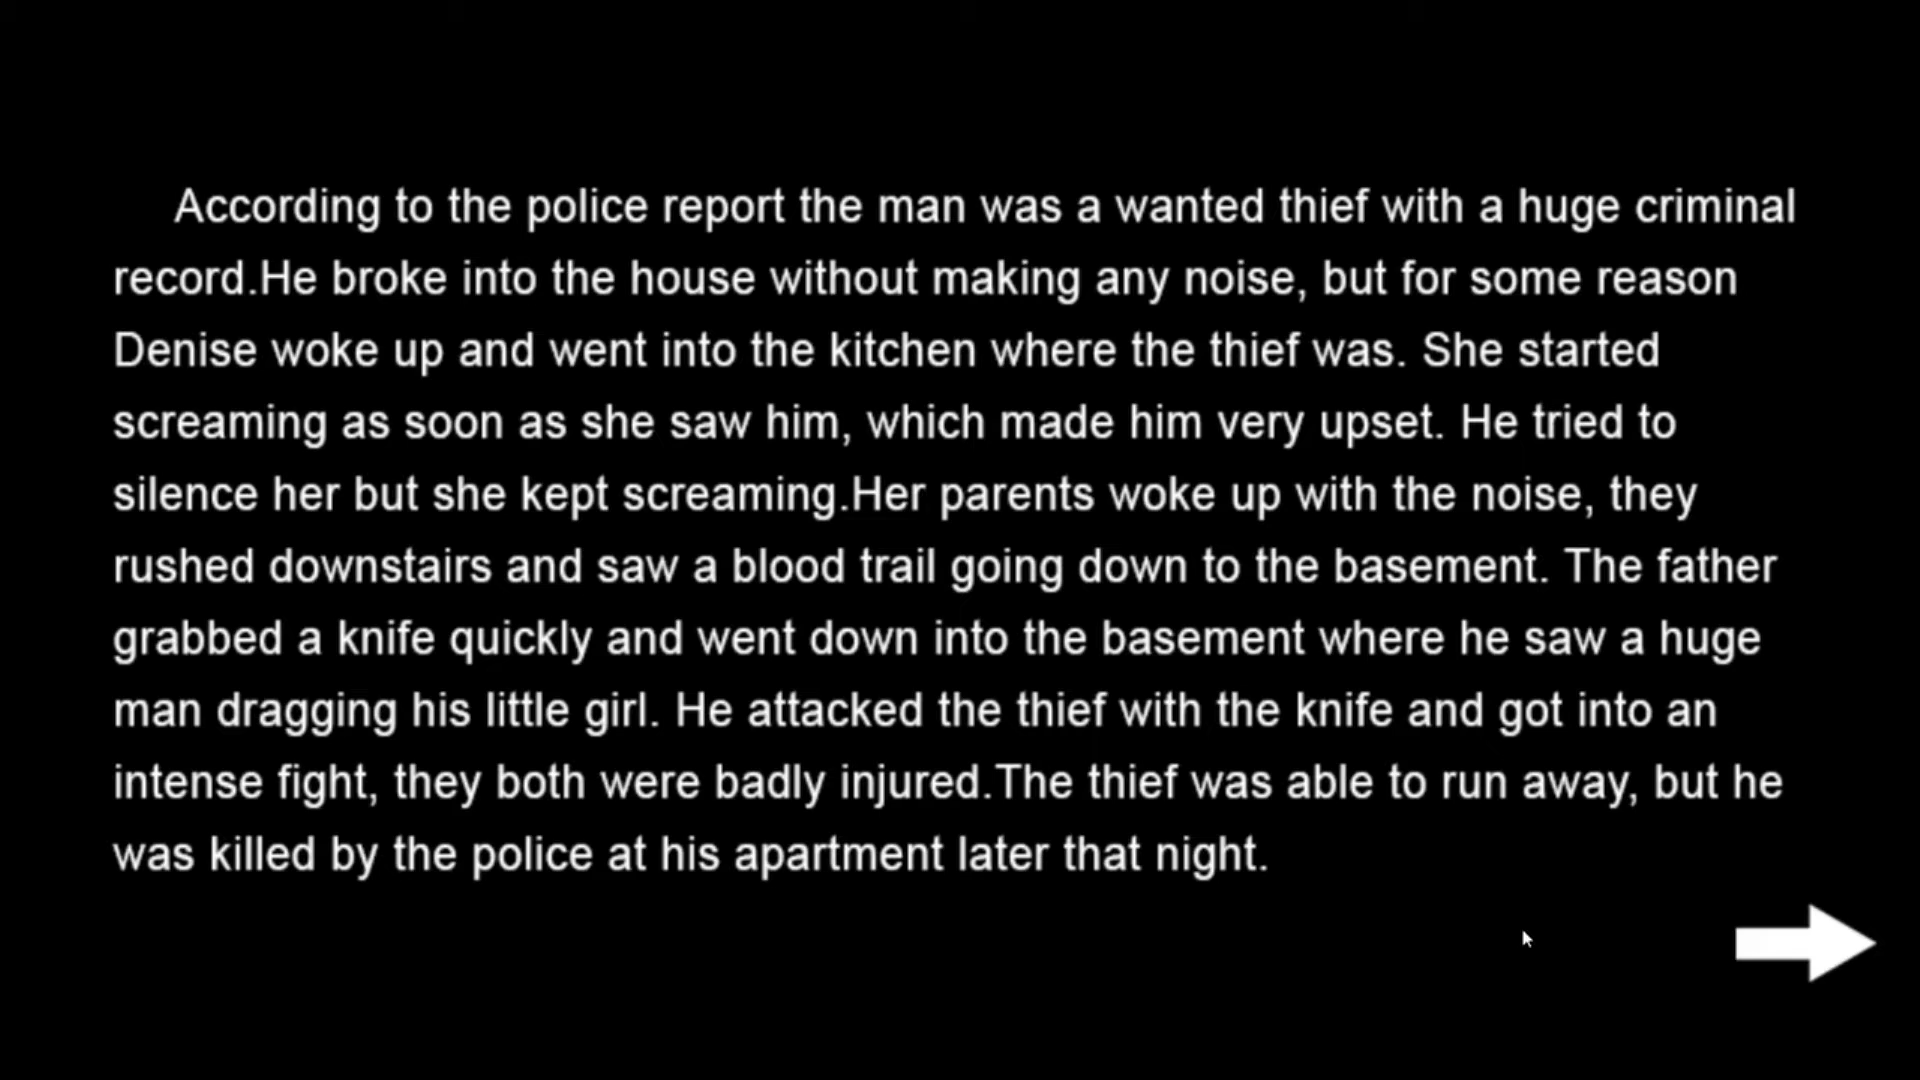 According to the police report the man was a wanted thief with a huge criminal
record.He broke into the house without making any noise, but for some reason
Denise woke up and went into the kitchen where the thief was. She started
screaming as soon as she saw him, which made him very upset. He tried to
silence her but she kept screaming.Her parents woke up with the noise, they
rushed downstairs and saw a blood trail going down to the basement. The father
grabbed a knife quickly and went down into the basement where he saw a huge
man dragging his little girl. He attacked the thief with the knife and got into an
intense fight, they both were badly injured.The thief was able to run away, but he
was killed by the police at his apartment later that night.